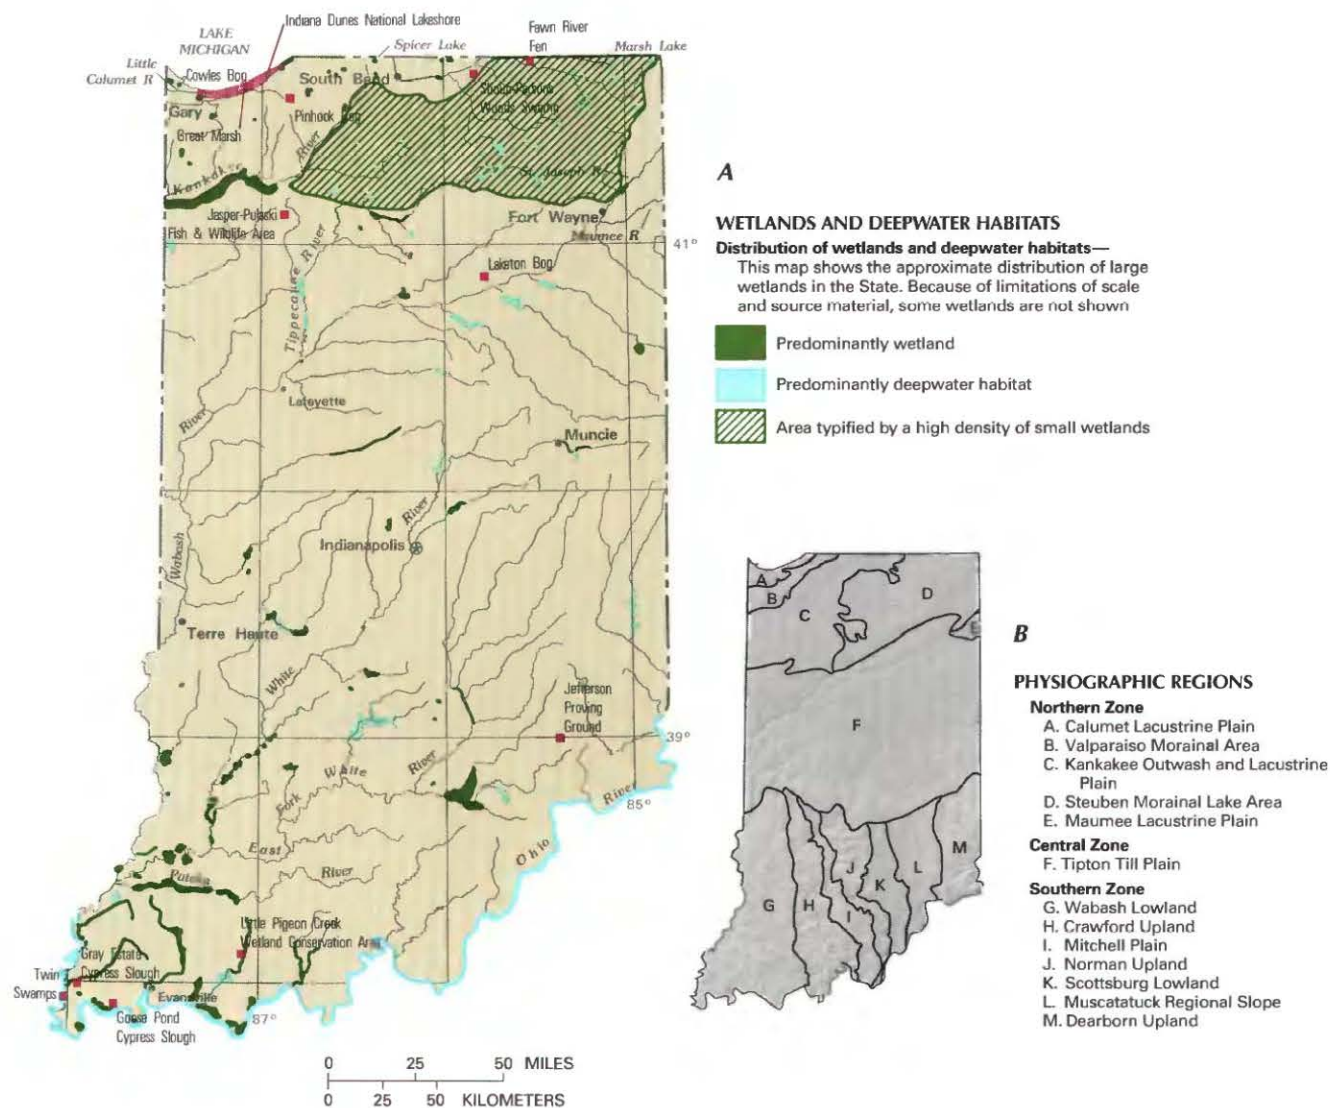 Indiana Dunes National Lakeshore
LAKE
MICHIGAN
Fawn River
Fen
Spicer Lake
Marsh Lake
Little
Calumet R
Cowles Bog
South Bend
Gary
Pinhook Bog
Woods Swamp
Great Marsh
River
Kankakee
St. Joseph R
Jasper-Pulaski
Fish & Wildlife Area
Fort Wayne
Maumee R
41°
Tippecanoe River
Laketon Bog
Lafayette
River
Muncie
River
Indianapolis
Wabash
Terre Haute
White
Jefferson
Proving
Ground
39°
River
White
Fork
River
85°
East
Ohio
River
Patoka
Little Pigeon Creek
Wetland Conservation Area
Gray Estate
Cypress Slough
Twin
Swamps
Evansville
Goose Pond
Cypress Slough
87°
0 25 50 MILES
0 25 50 KILOMETERS
A
WETLANDS AND DEEPWATER HABITATS
Distribution of wetlands and deepwater habitats—
This map shows the approximate distribution of large
wetlands in the State. Because of limitations of scale
and source material, some wetlands are not shown
Predominantly wetland
Predominantly deepwater habitat
Area typified by a high density of small wetlands
A
B
C
D
E
F
G
H
I
J
K
L
M
B
PHYSIOGRAPHIC REGIONS
Northern Zone
A. Calumet Lacustrine Plain
B. Valparaiso Morainal Area
C. Kankakee Outwash and Lacustrine
Plain
D. Steuben Morainal Lake Area
E. Maumee Lacustrine Plain
Central Zone
F. Tipton Till Plain
Southern Zone
G. Wabash Lowland
H. Crawford Upland
I. Mitchell Plain
J. Norman Upland
K. Scottsburg Lowland
L. Muscatatuck Regional Slope
M. Dearborn Upland